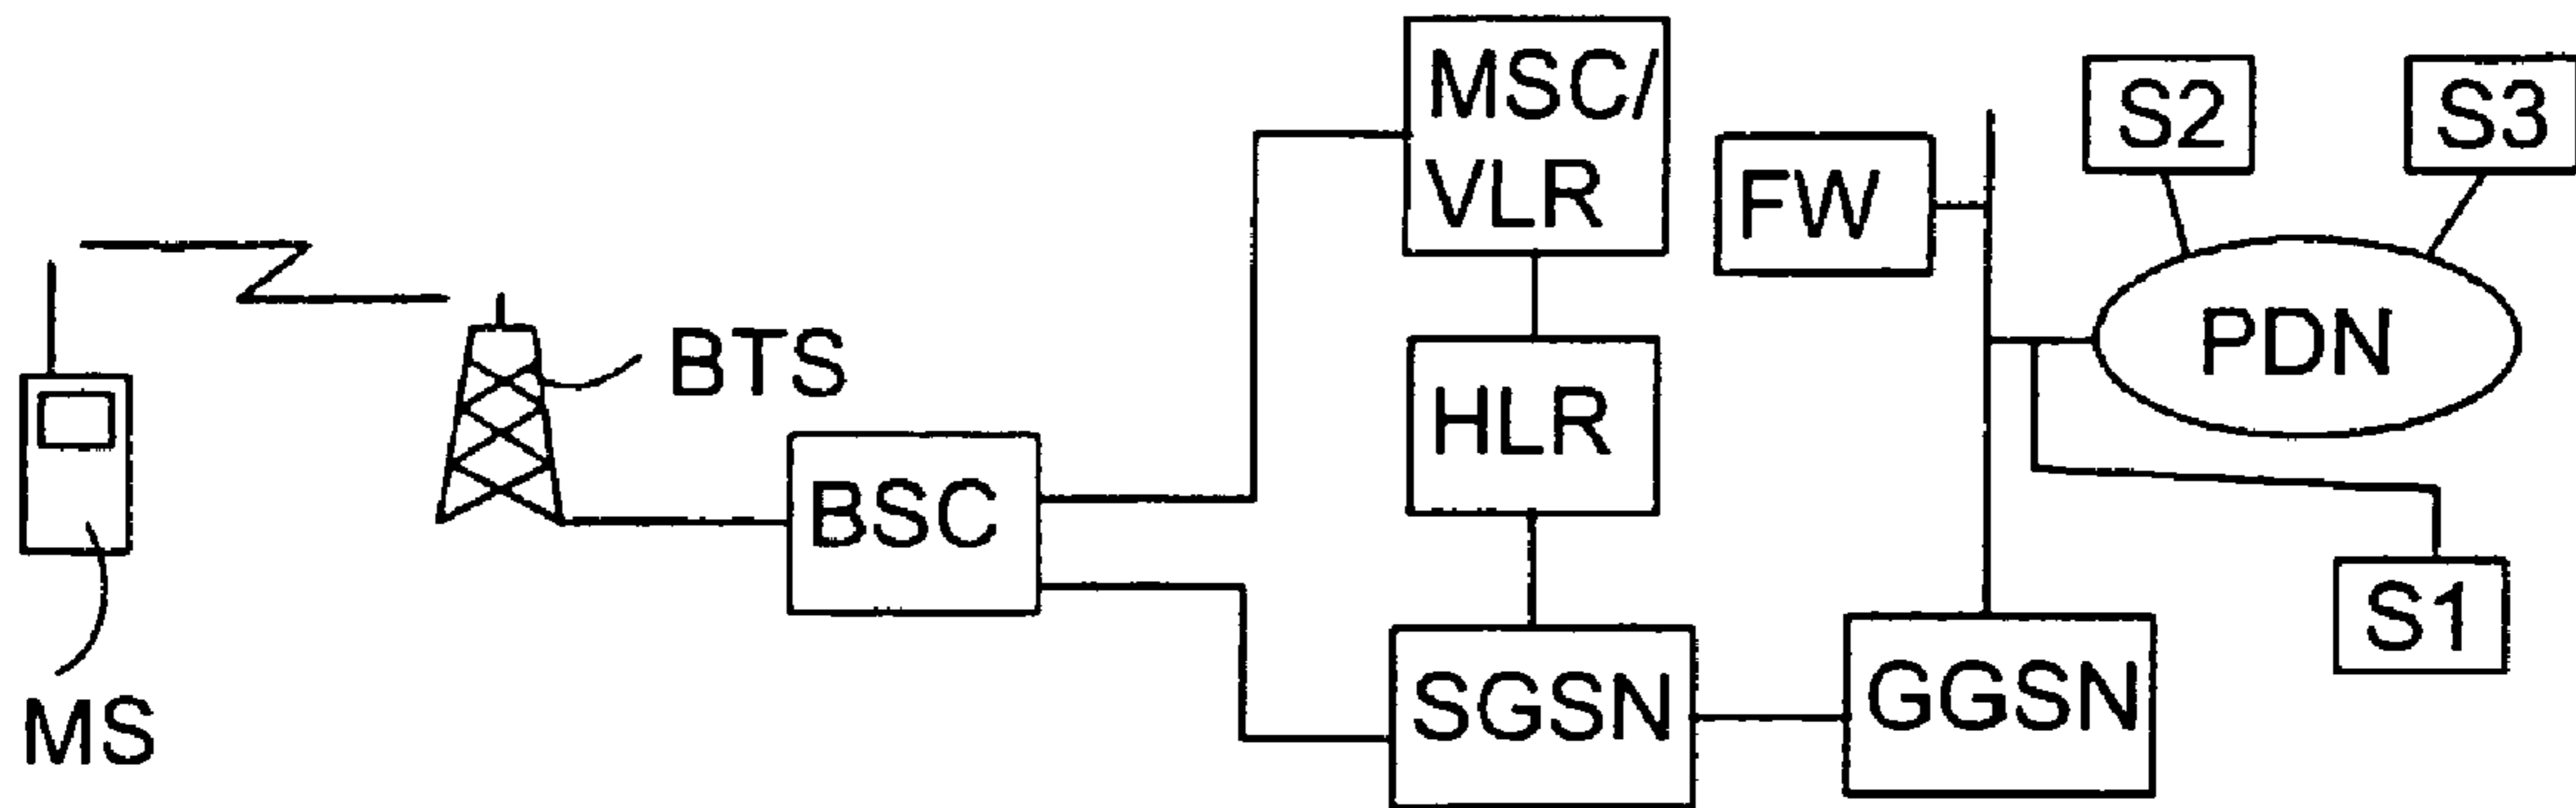 MSC/
VLR
S2
S3
FW
BTS
PDN
HLR
BSC
S1
SGSN
GGSN
MS